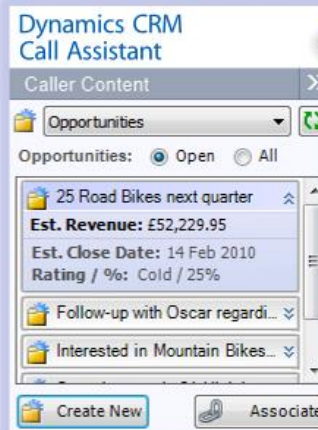 Dynamics CRM
Call Assistant
Caller Content
Opportunities
Opportunities: Open All
25 Road Bikes next quarter
Est. Revenue: £52,229.95
Est. Close Date: 14 Feb 2010
Rating / %: Cold / 25%
Follow-up with Oscar regardi...
Interested in Mountain Bikes...
Create New Associate